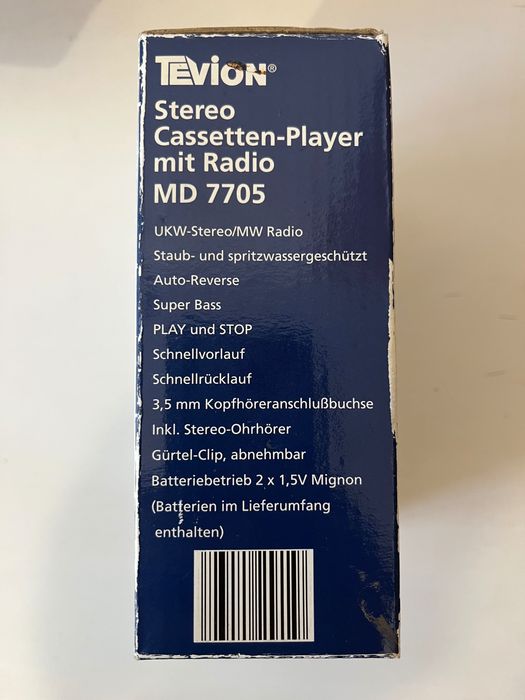 TEVION®
Stereo
Cassetten-Player
mit Radio
MD 7705
UKW-Stereo/MW Radio
Staub- und spritzwassergeschützt
Auto-Reverse
Super Bass
PLAY und STOP
Schnellvorlauf
Schnellrücklauf
3,5 mm Kopfhöreranschlußbuchse
Inkl. Stereo-Ohrhörer
Gürtel-Clip, abnehmbar
Batteriebetrieb 2 x 1,5V Mignon
(Batterien im Lieferumfang
enthalten)